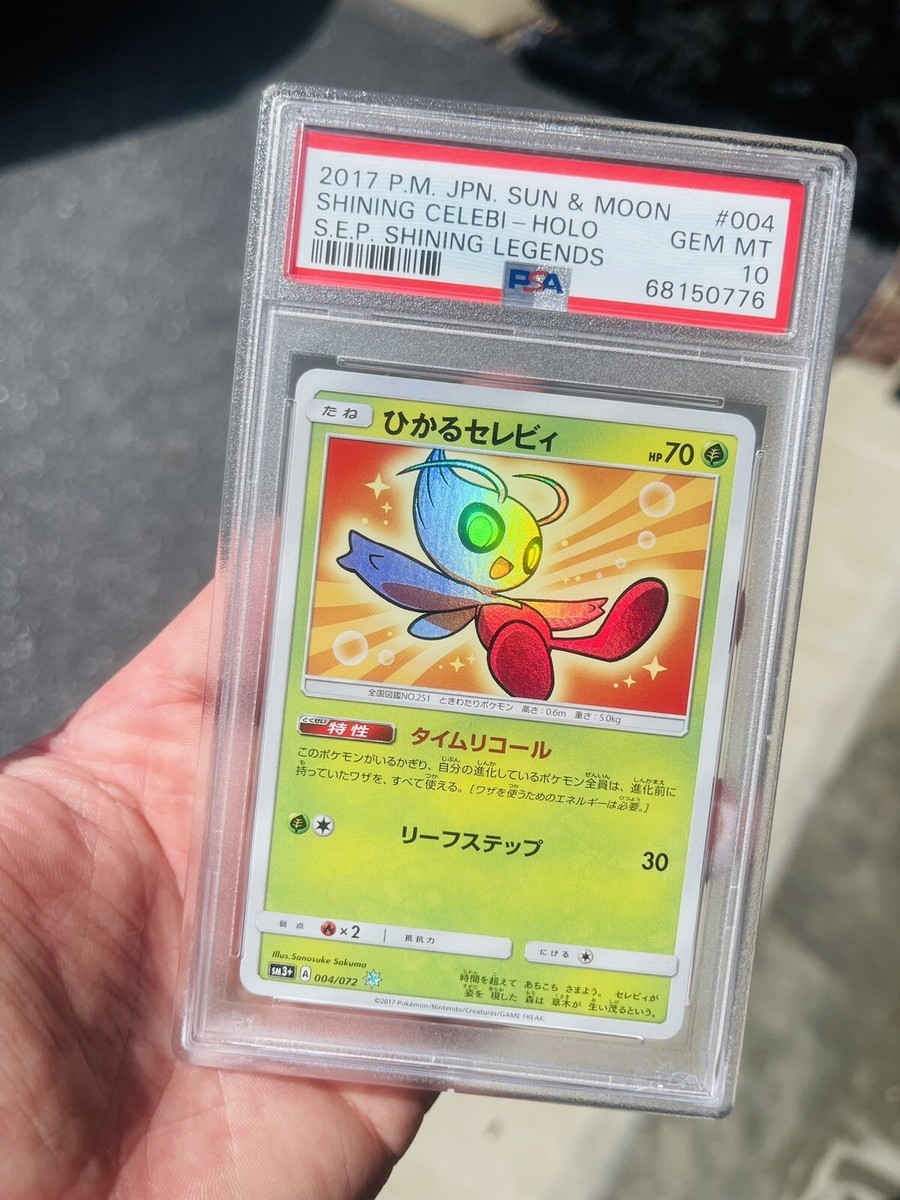 2017 P.M. JPN. SUN & MOON #004
SHINING CELEBI - HOLO GEM MT
S.E.P. SHINING LEGENDS 10
PSA 68150776
たね ひかるセレビィ HP70
全国図鑑NO.251 ときわたりポケモン 高さ:0.6m 重さ:5.0kg
とくせい
特性 タイムリコール
このポケモンがいるかぎり、自分の進化しているポケモン全員は、進化前に
持っていたワザを、すべて使える。[ワザを使うためのエネルギーは必要。]
リーフステップ 30
弱点 ×2 抵抗力 にげる
Illus.Sanosuke Sakuma
SM3+ A 004/072
時間を超えて あちこち さまよう。 セレビィが
姿を 現した 森は 草木が 生い茂るという。
©2017 Pokémon/Nintendo/Creatures/GAME FREAK.